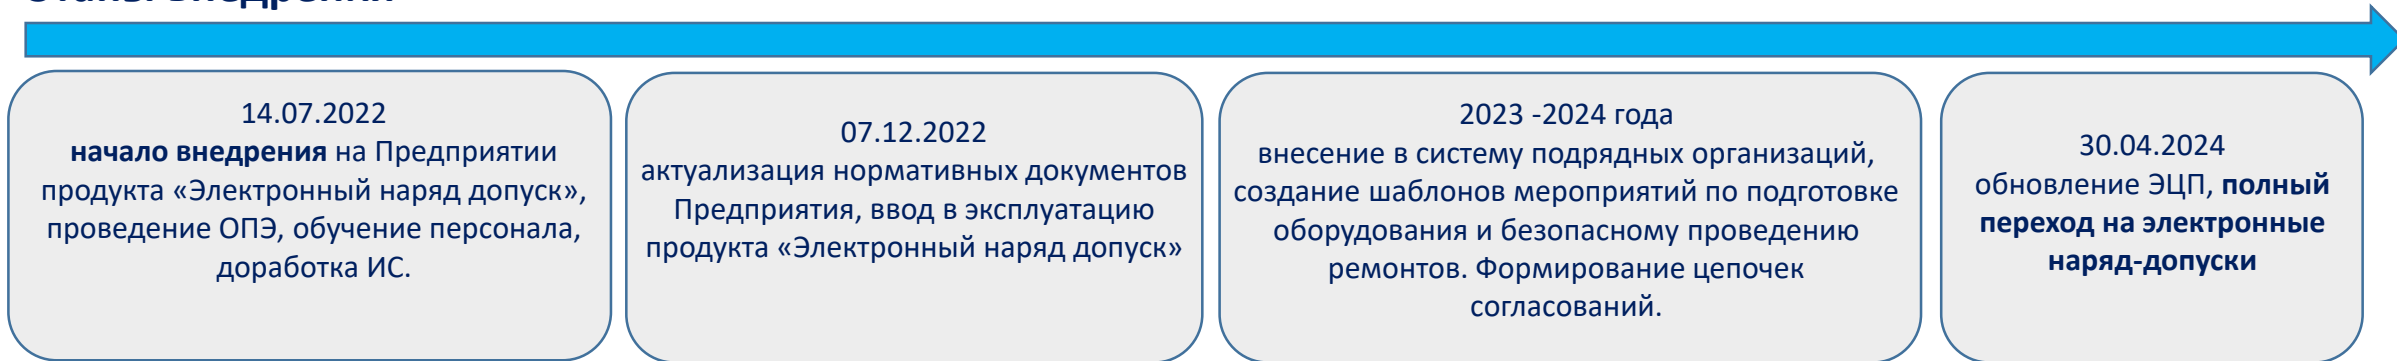 14.07.2022
начало внедрения на Предприятии
продукта «Электронный наряд допуск»,
проведение ОПЭ, обучение персонала,
доработка ИС.
07.12.2022
актуализация нормативных документов
Предприятия, ввод в эксплуатацию
продукта «Электронный наряд допуск»
2023 -2024 года
внесение в систему подрядных организаций,
создание шаблонов мероприятий по подготовке
оборудования и безопасному проведению
ремонтов. Формирование цепочек
согласований.
30.04.2024
обновление ЭЦП, полный
переход на электронные
наряд-допуски